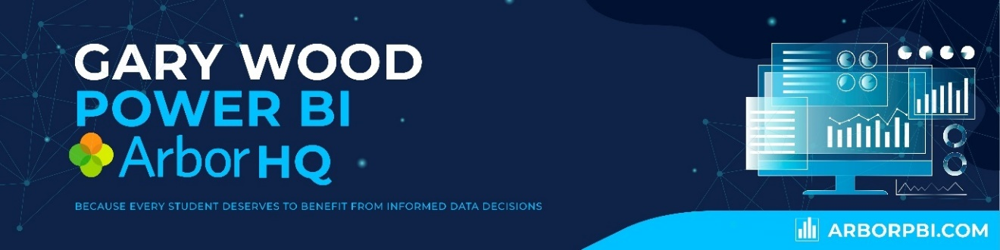 GARY WOOD
POWER BI
Arbor HQ
BECAUSE EVERY STUDENT DESERVES TO BENEFIT FROM INFORMED DATA DECISIONS
ARBORPBI.COM